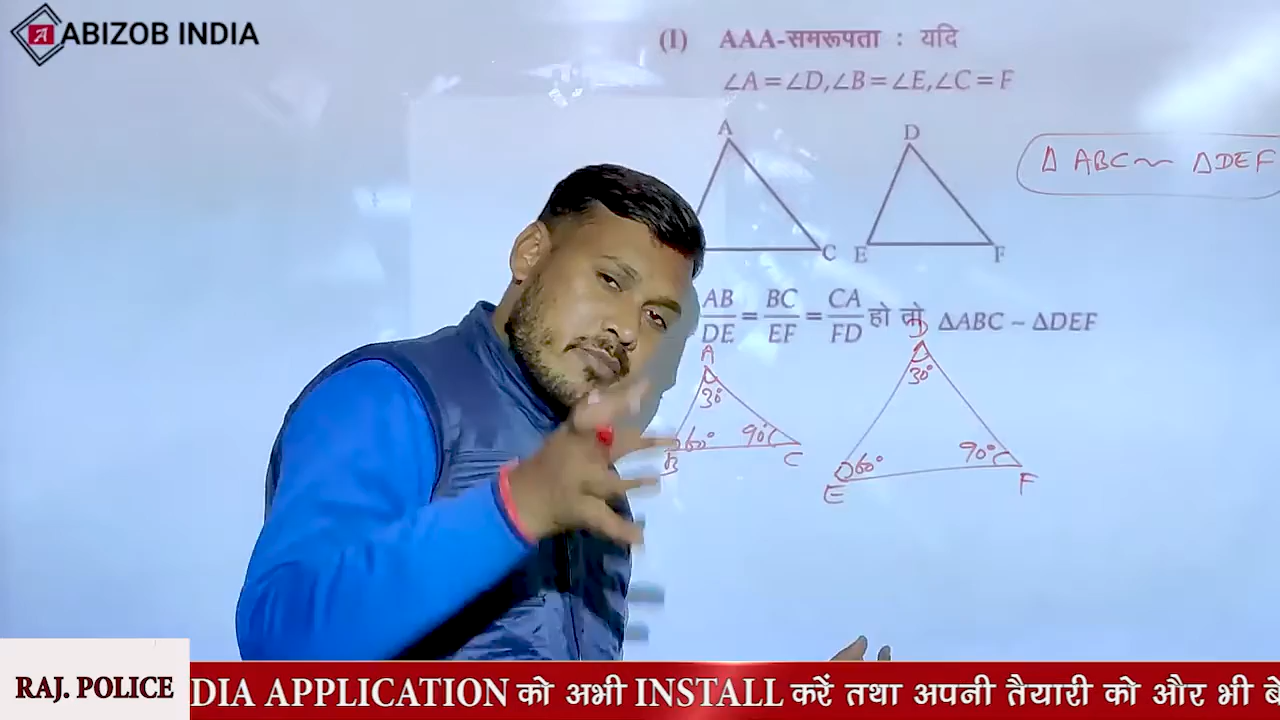 ABIZOB INDIA
(I) AAA-समरूपता : यदि
∠A=∠D,∠B=∠E,∠C=F
A
D
Δ ABC ~ ΔDEF
C
E
F
AB/DE = BC/EF = CA/FD हो तो ΔABC ~ ΔDEF
A
D
30°
30°
60°
90°
60°
90°
B
C
E
F
RAJ. POLICE
DIA APPLICATION को अभी INSTALL करें तथा अपनी तैयारी को और भी बे